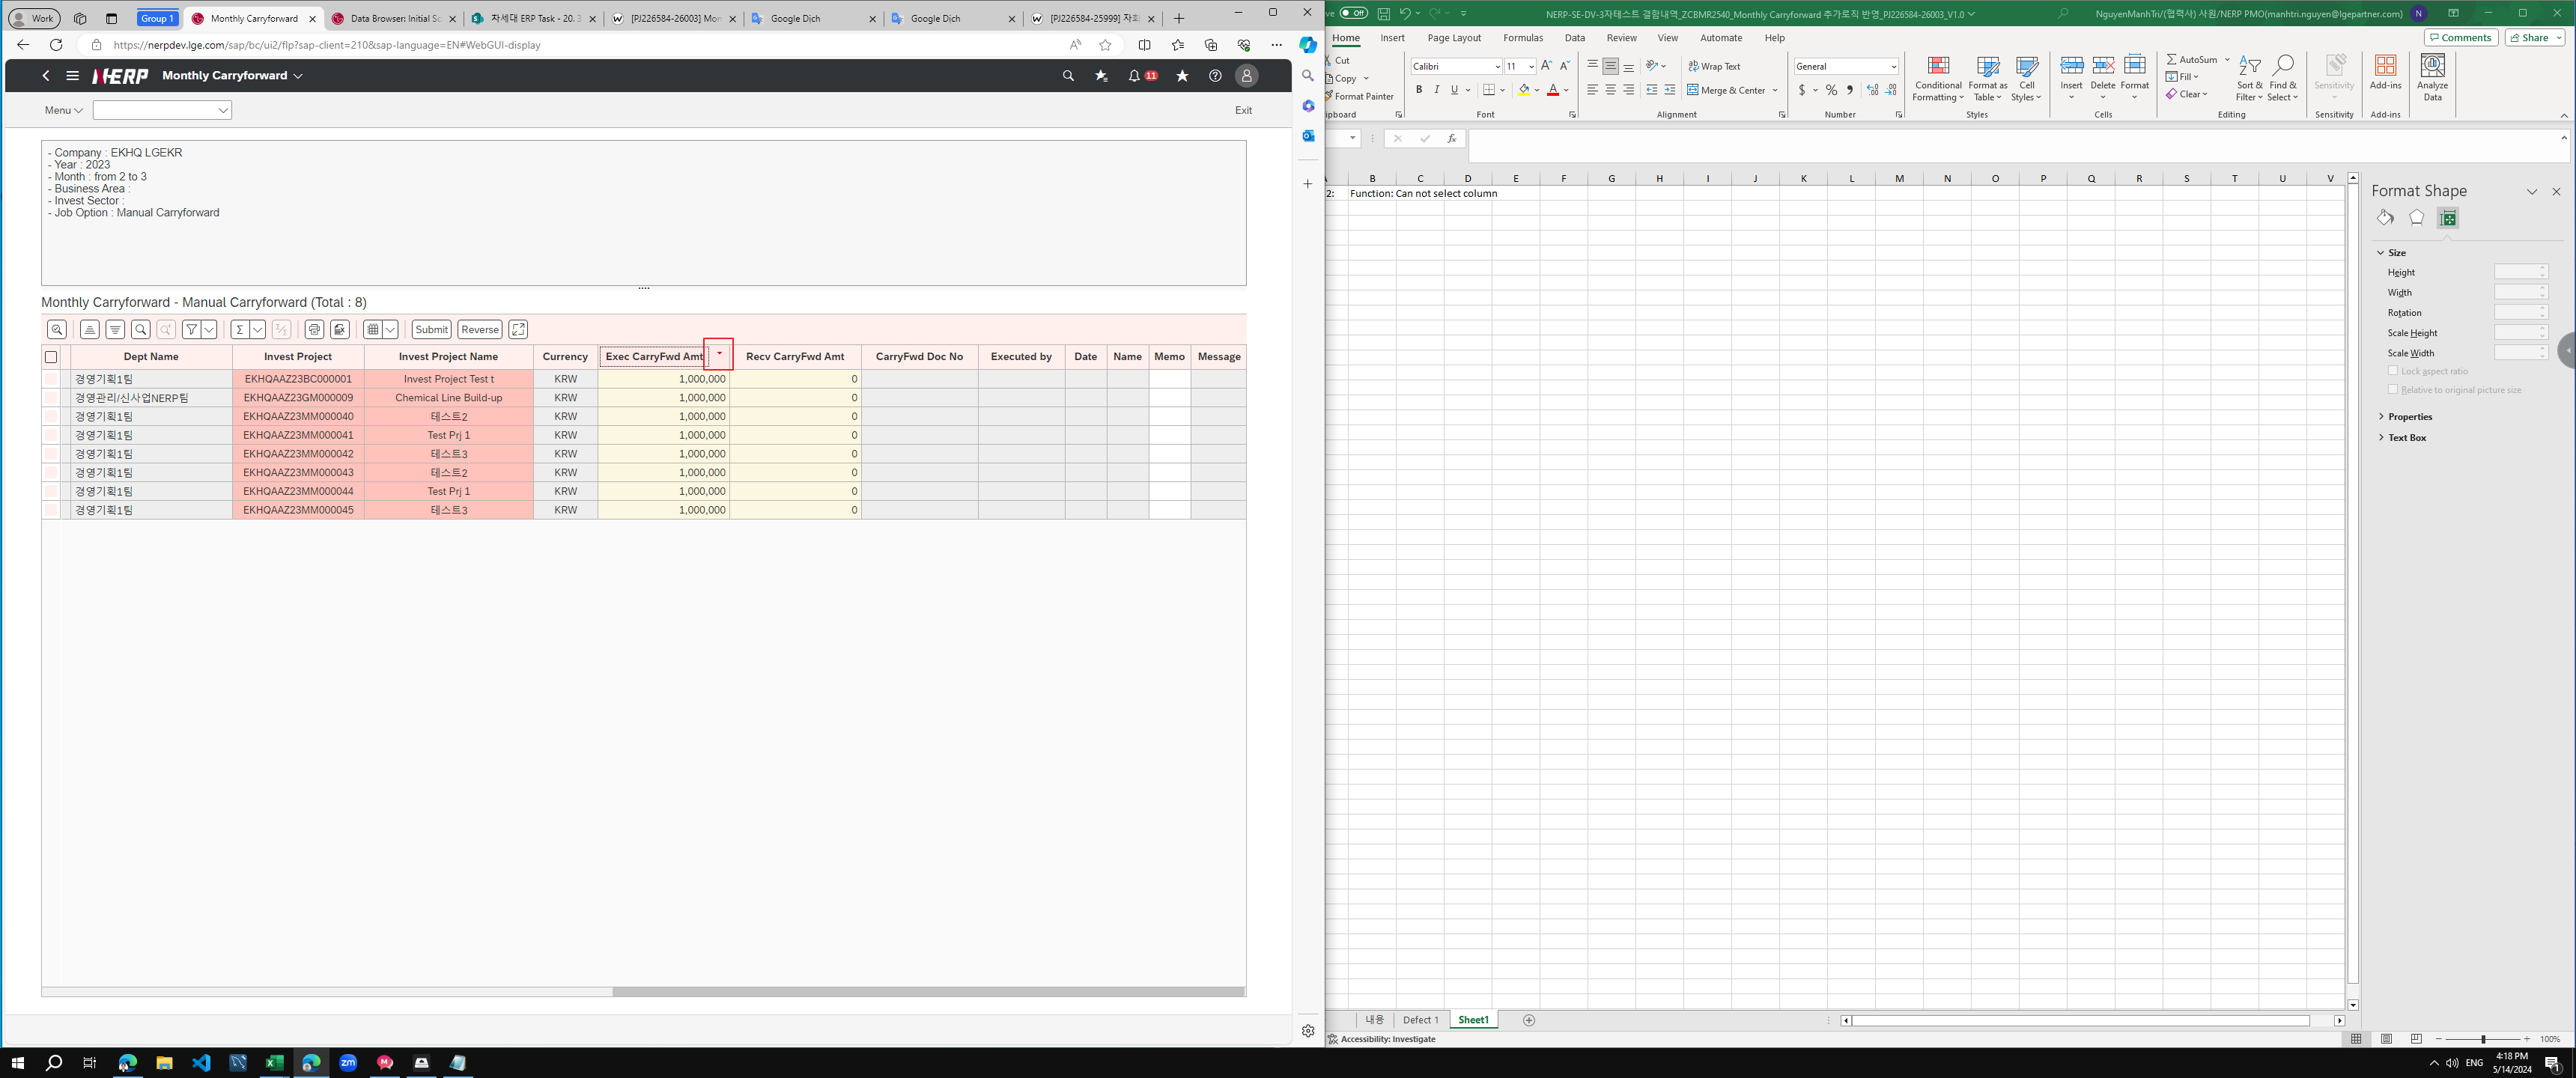 Work
Group 1
Monthly Carryforward
Data Browser: Initial Sc
차세대 ERP Task - 20. 3
[PJ226584-26003] Mon
Google Dịch
Google Dịch
[PJ226584-25999] 자회
https://nerpdev.lge.com/sap/bc/ui2/flp?sap-client=210&sap-language=EN#WebGUI-display
NERP Monthly Carryforward 11
Menu Exit
- Company : EKHQ LGEKR
- Year : 2023
- Month : from 2 to 3
- Business Area :
- Invest Sector :
- Job Option : Manual Carryforward
Monthly Carryforward - Manual Carryforward (Total : 8)
Submit Reverse
Dept Name Invest Project Invest Project Name Currency Exec CarryFwd Amt Recv CarryFwd Amt CarryFwd Doc No Executed by Date Name Memo Message
경영기획1팀 EKHQAAZ23BC000001 Invest Project Test t KRW 1,000,000 0
경영관리/신사업NERP팀 EKHQAAZ23GM000009 Chemical Line Build-up KRW 1,000,000 0
경영기획1팀 EKHQAAZ23MM000040 테스트2 KRW 1,000,000 0
경영기획1팀 EKHQAAZ23MM000041 Test Prj 1 KRW 1,000,000 0
경영기획1팀 EKHQAAZ23MM000042 테스트3 KRW 1,000,000 0
경영기획1팀 EKHQAAZ23MM000043 테스트2 KRW 1,000,000 0
경영기획1팀 EKHQAAZ23MM000044 Test Prj 1 KRW 1,000,000 0
경영기획1팀 EKHQAAZ23MM000045 테스트3 KRW 1,000,000 0
ve Off NERP-SE-DV-3자테스트 결함내역_ZCBMR2540_Monthly Carryforward 추가로직 반영_PJ226584-26003_V1.0 NguyenManhTri/(협력사) 사원/NERP PMO(manhtri.nguyen@lgepartner.com) N
Home Insert Page Layout Formulas Data Review View Automate Help Comments Share
Cut
Copy
Format Painter
ipboard
Calibri 11
B I U
Font
Wrap Text
Merge & Center
Alignment
General
$ % 9
Number
Conditional Formatting
Format as Table
Cell Styles
Styles
Insert Delete Format
Cells
AutoSum
Fill
Clear
Sort & Filter
Find & Select
Editing
Sensitivity
Sensitivity
Add-ins
Add-ins
Analyze Data
fx
B C D E F G H I J K L M N O P Q R S T U V
2: Function: Can not select column
Format Shape
Size
Height
Width
Rotation
Scale Height
Scale Width
Lock aspect ratio
Relative to original picture size
Properties
Text Box
내용 Defect 1 Sheet1
Accessibility: Investigate 100%
zm M
ENG
4:18 PM
5/14/2024
1